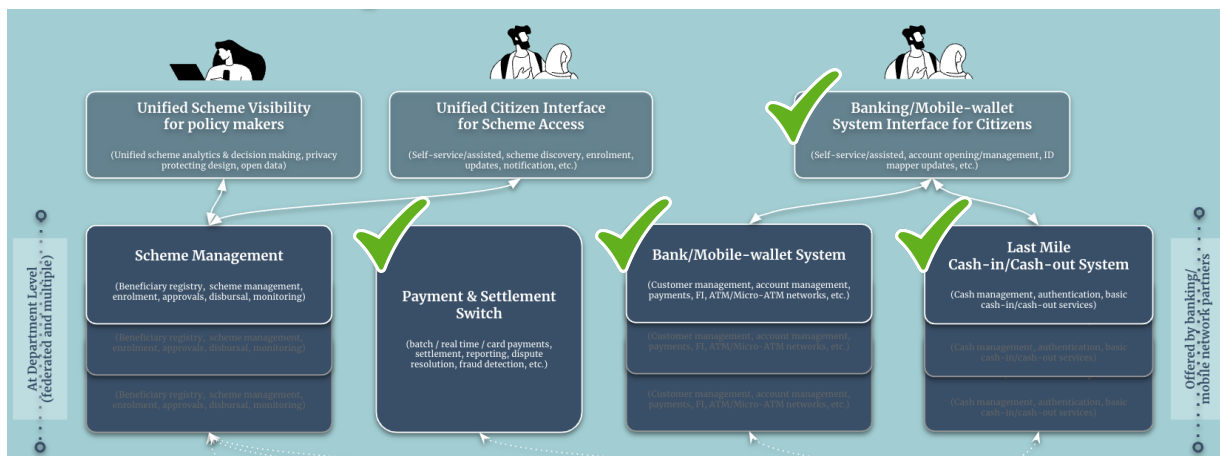 Unified Scheme Visibility
for policy makers
(Unified scheme analytics & decision making, privacy
protecting design, open data)
Unified Citizen Interface
for Scheme Access
(Self-service/assisted, scheme discovery, enrolment,
updates, notification, etc.)
Banking/Mobile-wallet
System Interface for Citizens
(Self-service/assisted, account opening/management, ID
mapper updates, etc.)
At Department Level
(federated and multiple)
Scheme Management
(Beneficiary registry, scheme management,
enrolment, approvals, disbursal, monitoring)
(Beneficiary registry, scheme management,
enrolment, approvals, disbursal, monitoring)
(Beneficiary registry, scheme management,
enrolment, approvals, disbursal, monitoring)
Payment & Settlement
Switch
(batch / real time / card payments,
settlement, reporting, dispute
resolution, fraud detection, etc.)
Bank/Mobile-wallet System
(Customer management, account management,
payments, FI, ATM/Micro-ATM networks, etc.)
(Customer management, account management,
payments, FI, ATM/Micro-ATM networks, etc.)
(Customer management, account management,
payments, FI, ATM/Micro-ATM networks, etc.)
Last Mile
Cash-in/Cash-out System
(Cash management, authentication, basic
cash-in/cash-out services)
(Cash management, authentication, basic
cash-in/cash-out services)
(Cash management, authentication, basic
cash-in/cash-out services)
Offered by banking/
mobile network partners